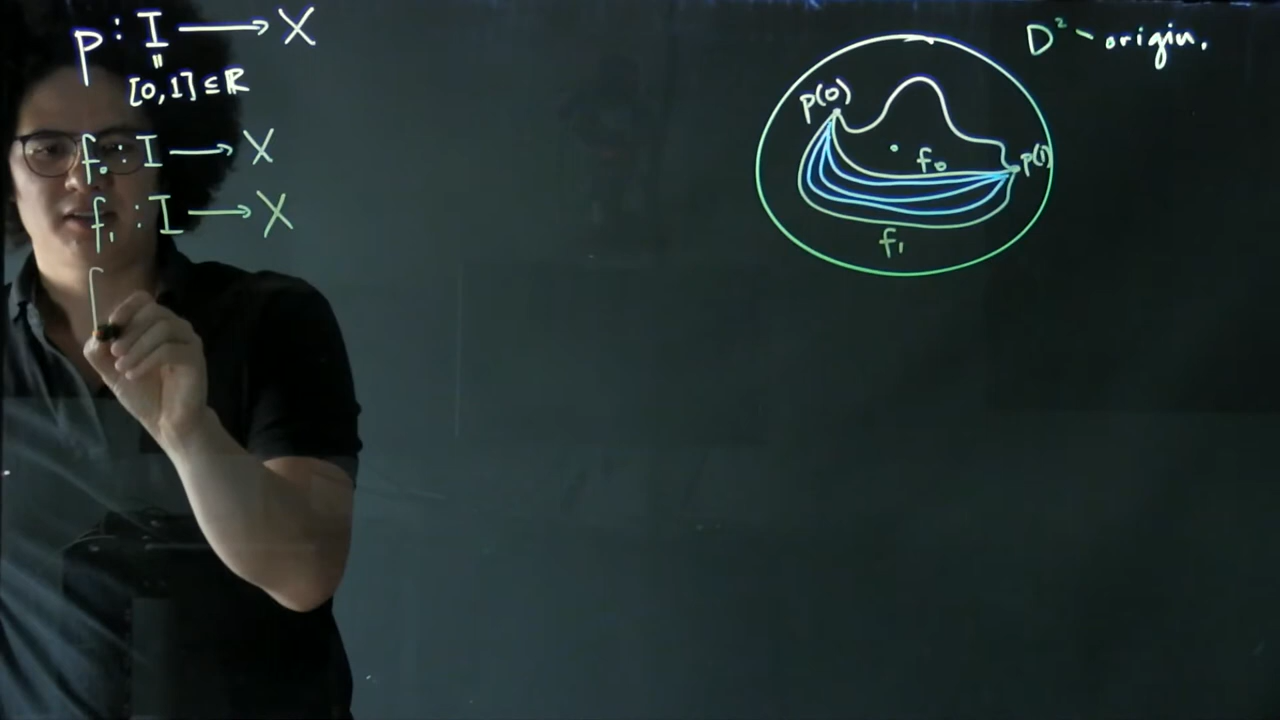 p : I ⟶ X
=
[0,1] ⊆ ℝ
f₀ : I ⟶ X
f₁ : I ⟶ X
f
D² - origin.
p(0)
f₀ p(1)
f₁